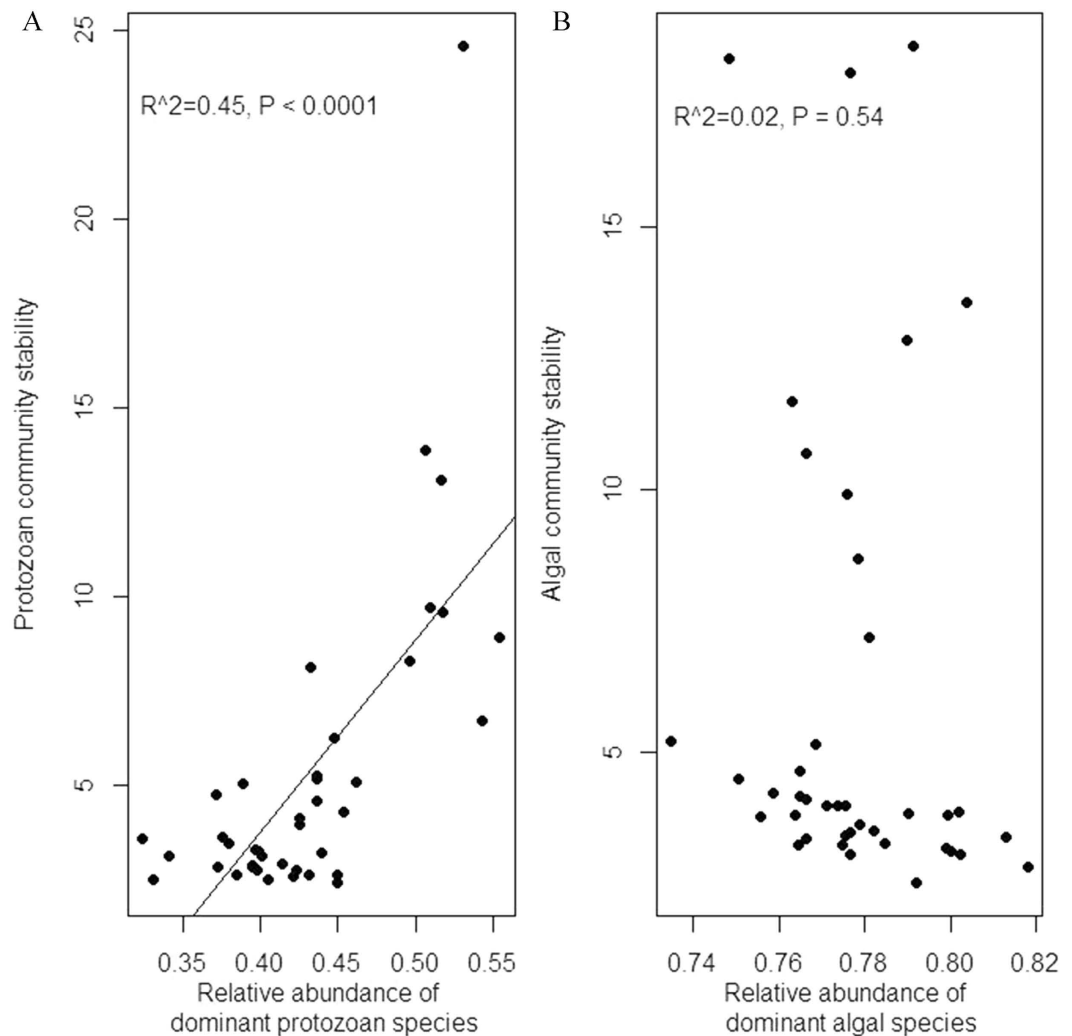 A
Protozoan community stability
25
20
15
10
5
R^2=0.45, P < 0.0001
0.35 0.40 0.45 0.50 0.55
Relative abundance of
dominant protozoan species
B
Algal community stability
15
10
5
R^2=0.02, P = 0.54
0.74 0.76 0.78 0.80 0.82
Relative abundance of
dominant algal species